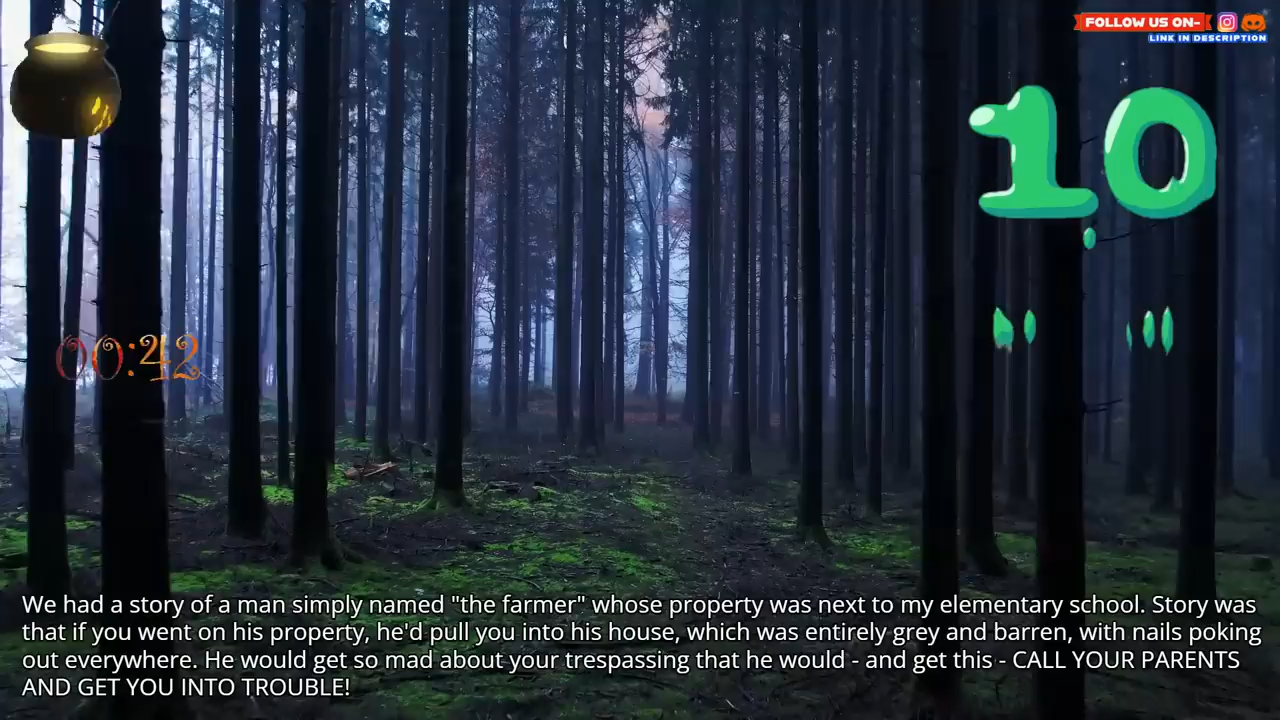 FOLLOW US ON-
LINK IN DESCRIPTION
10
00:42
We had a story of a man simply named "the farmer" whose property was next to my elementary school. Story was
that if you went on his property, he'd pull you into his house, which was entirely grey and barren, with nails poking
out everywhere. He would get so mad about your trespassing that he would - and get this - CALL YOUR PARENTS
AND GET YOU INTO TROUBLE!